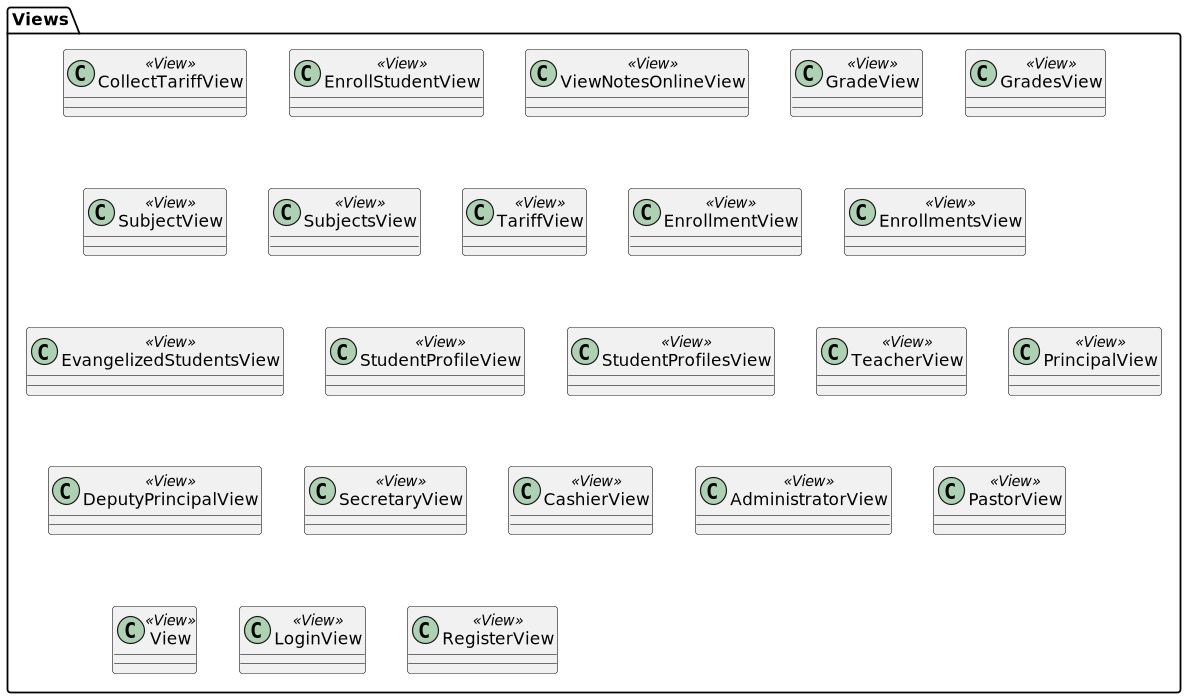 Views
C «View» CollectTariffView
C «View» EnrollStudentView
C «View» ViewNotesOnlineView
C «View» GradeView
C «View» GradesView
C «View» SubjectView
C «View» SubjectsView
C «View» TariffView
C «View» EnrollmentView
C «View» EnrollmentsView
C «View» EvangelizedStudentsView
C «View» StudentProfileView
C «View» StudentProfilesView
C «View» TeacherView
C «View» PrincipalView
C «View» DeputyPrincipalView
C «View» SecretaryView
C «View» CashierView
C «View» AdministratorView
C «View» PastorView
C «View» View
C «View» LoginView
C «View» RegisterView